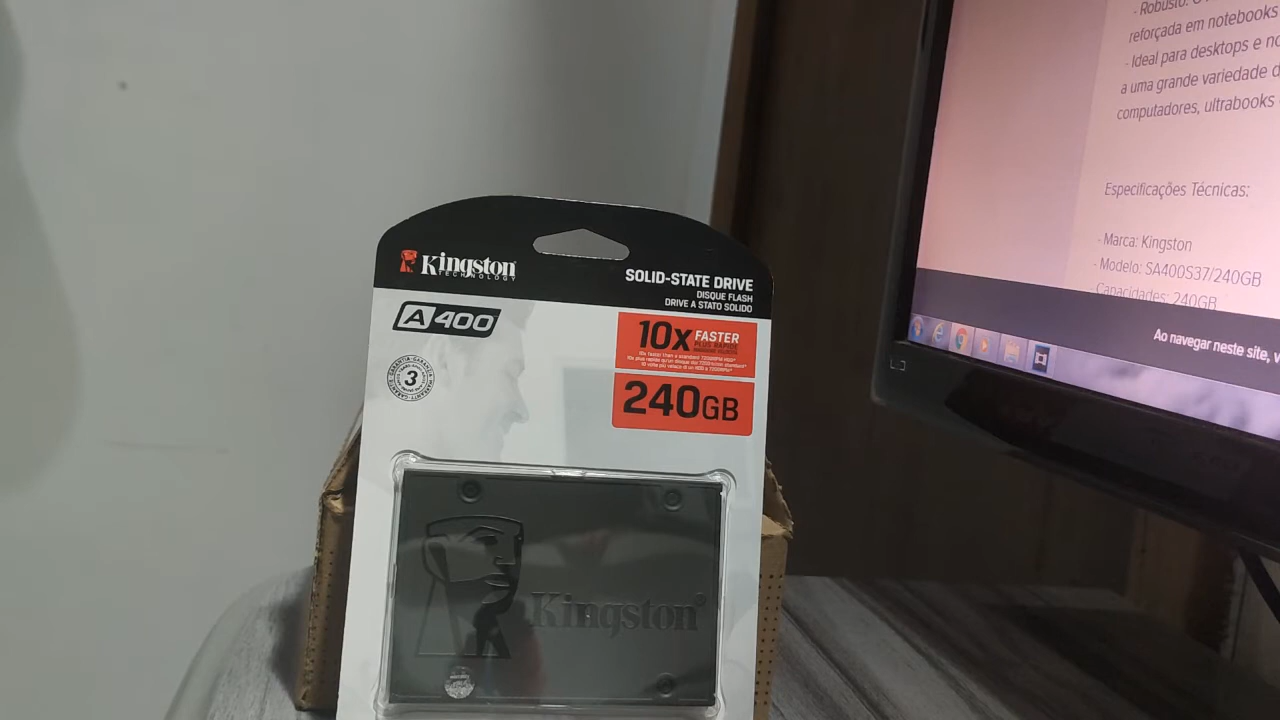 Kingston
TECHNOLOGY
SOLID-STATE DRIVE
DISQUE FLASH
DRIVE A STATO SOLIDO
A400
10x FASTER
PLUS RAPIDE
240GB
3
Kingston
- Robusto: O
reforçada em notebooks
- Ideal para desktops e
a uma grande variedade
computadores, ultrabooks
Especificações Técnicas:
- Marca: Kingston
- Modelo: SA400S37/240GB
- Capacidades: 240GB
Ao navegar neste site,